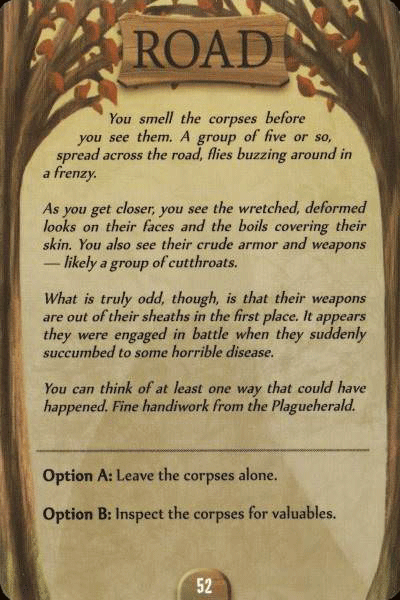 ROAD
You smell the corpses before
you see them. A group of five or so,
spread across the road, flies buzzing around in
a frenzy.
As you get closer, you see the wretched, deformed
looks on their faces and the boils covering their
skin. You also see their crude armor and weapons
— likely a group of cutthroats.
What is truly odd, though, is that their weapons
are out of their sheaths in the first place. It appears
they were engaged in battle when they suddenly
succumbed to some horrible disease.
You can think of at least one way that could have
happened. Fine handiwork from the Plagueherald.
Option A: Leave the corpses alone.
Option B: Inspect the corpses for valuables.
52